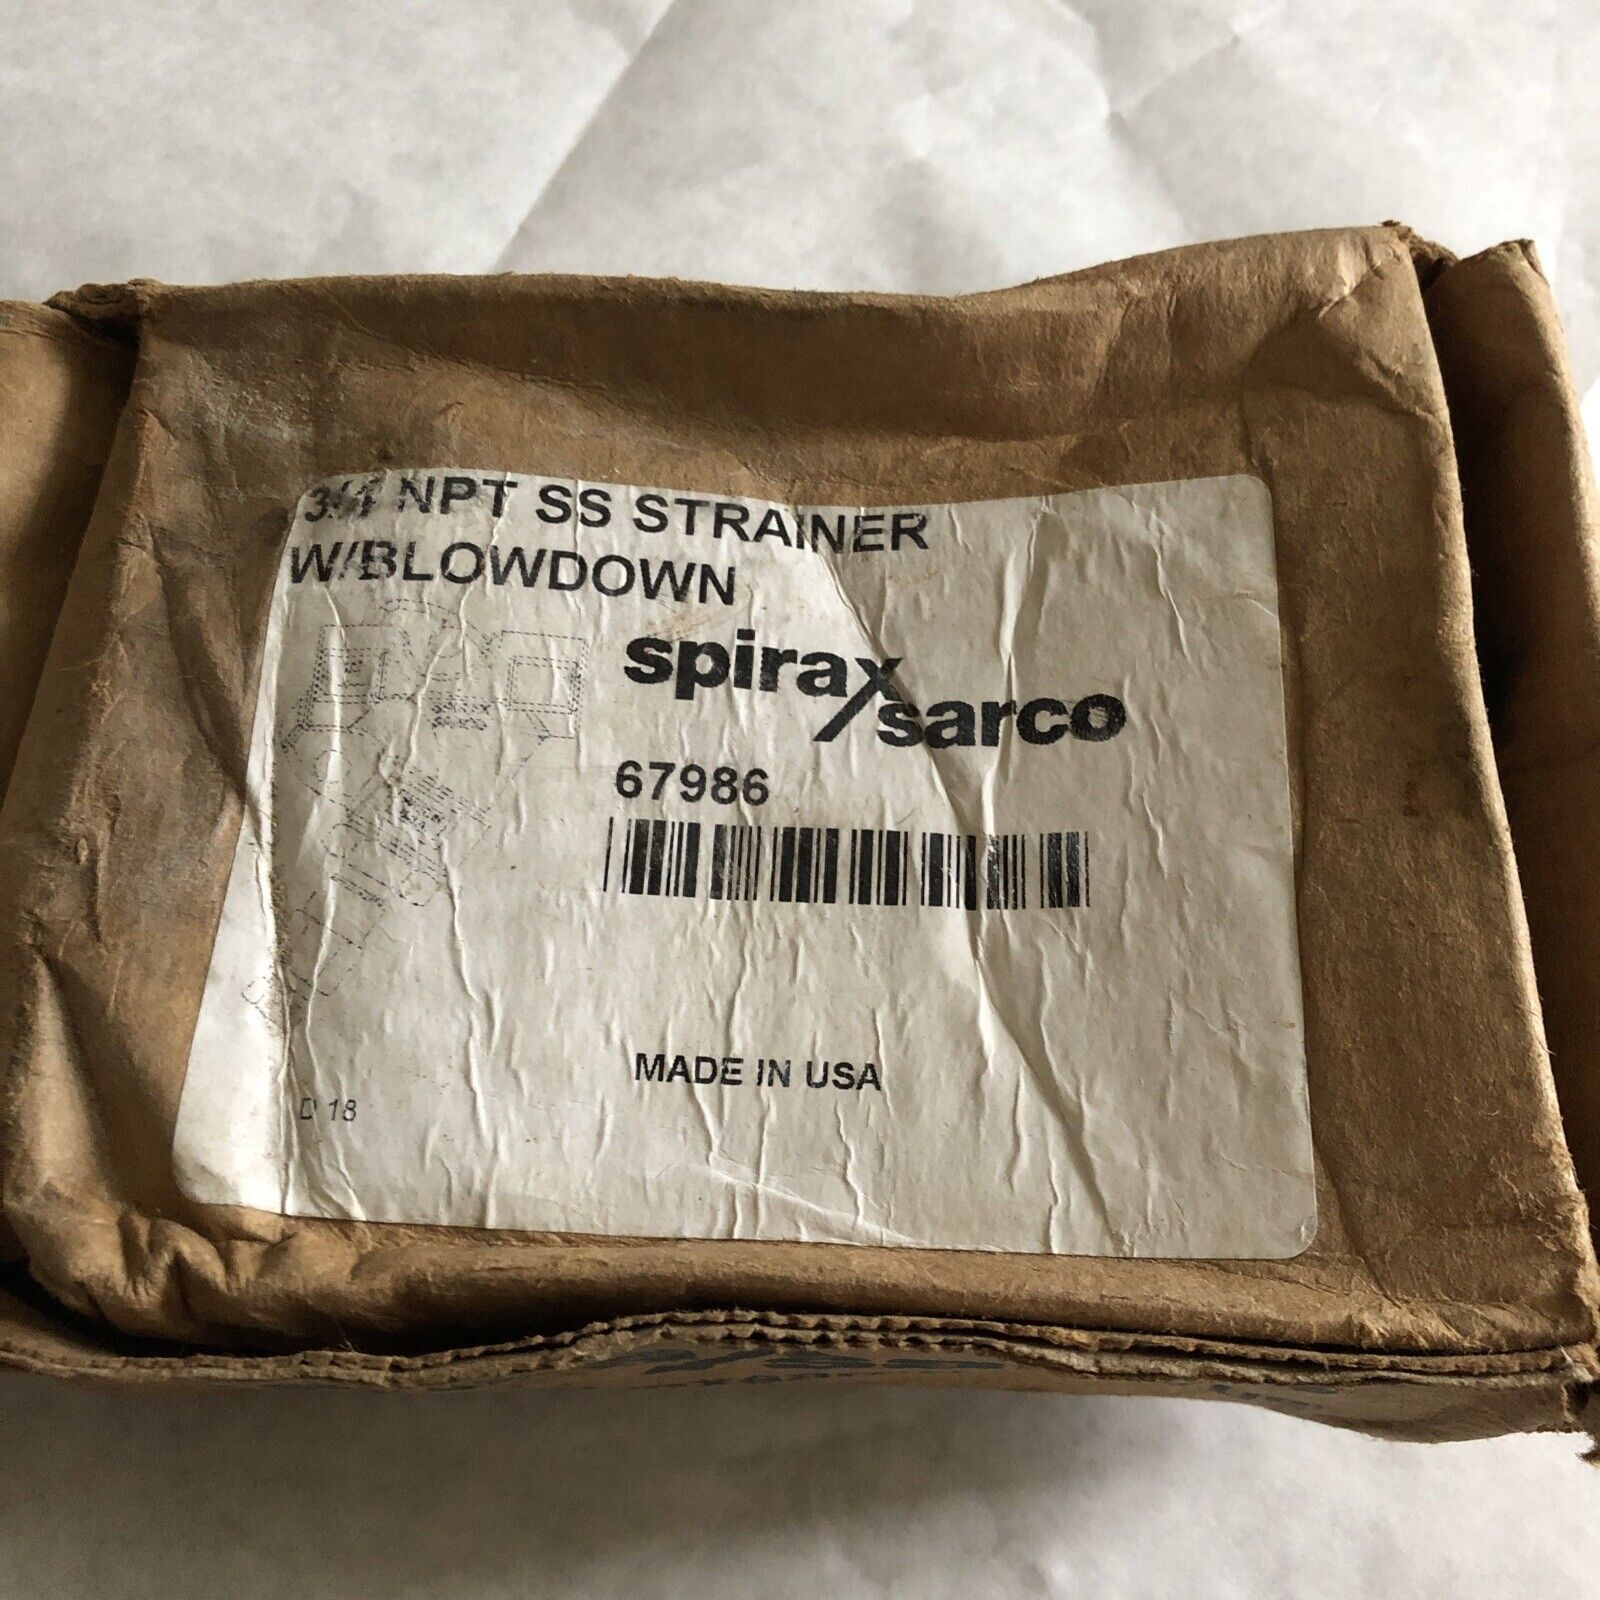 3/4 NPT SS STRAINER
W/BLOWDOWN
spirax
sarco
67986
MADE IN USA
D 18